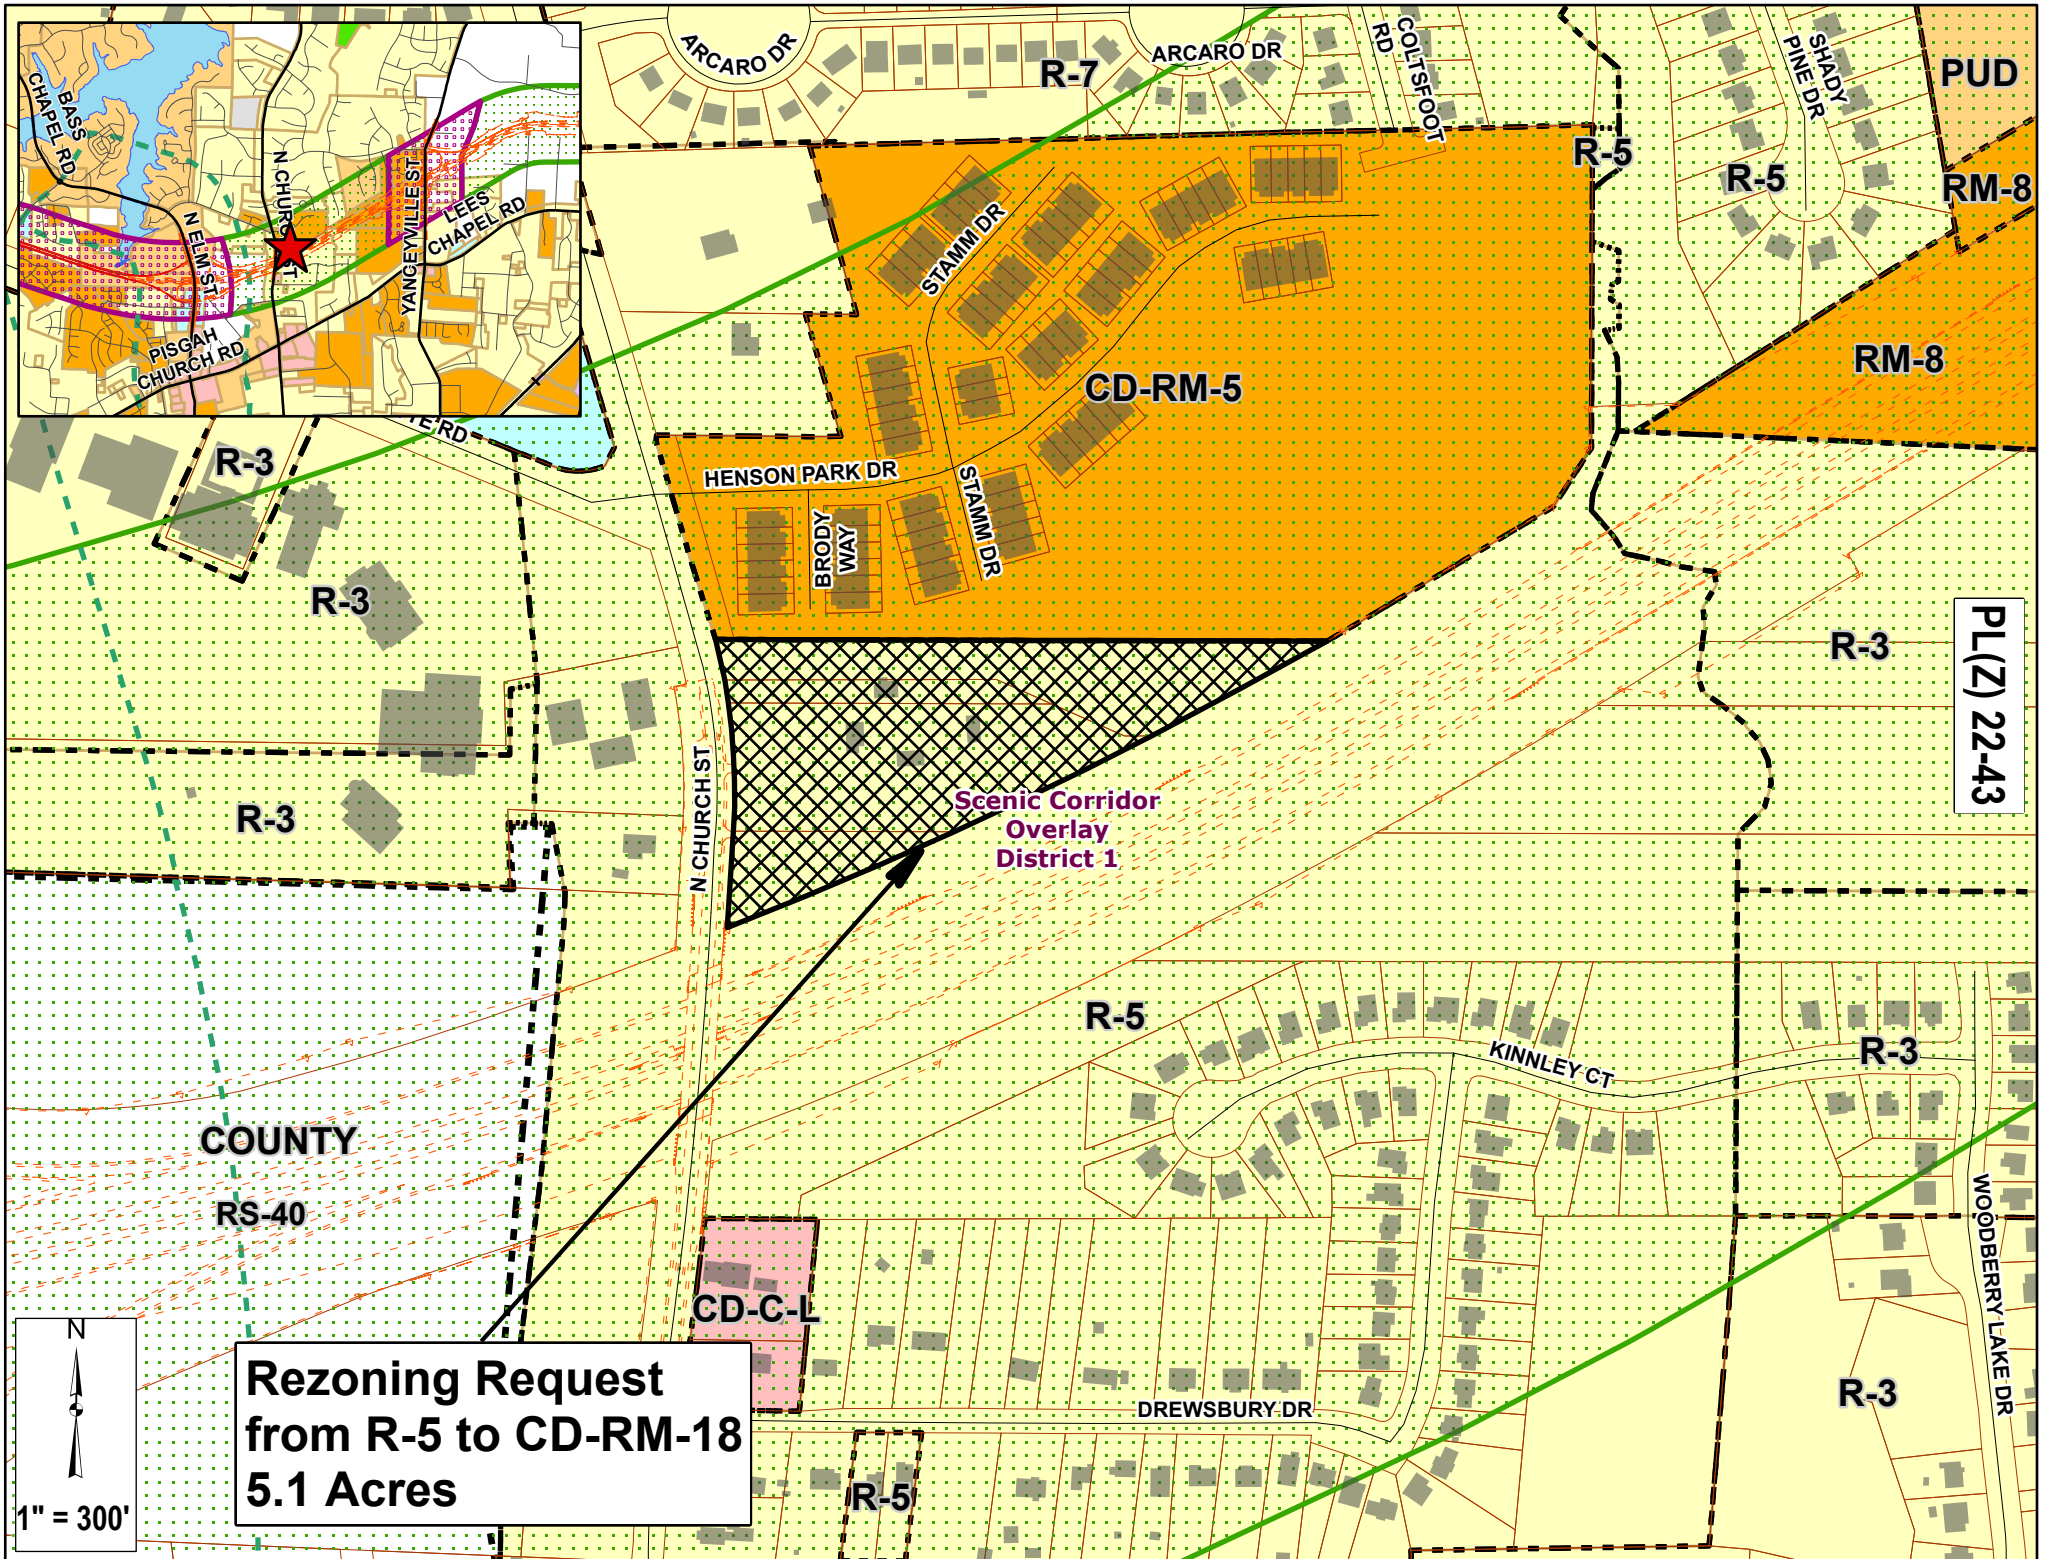 BASS
CHAPEL RD
N CHURCH ST
N ELM ST
YANCEYVILLE ST
LEES
CHAPEL RD
PISGAH
CHURCH RD
ARCARO DR
ARCARO DR
R-7
COLTSFOOT
RD
SHADY
PINE DR
PUD
R-5
R-5
RM-8
RM-8
STAMM DR
CD-RM-5
HENSON PARK DR
BRODY
WAY
STAMM DR
R-3
R-3
R-3
R-3
PL(Z) 22-43
N CHURCH ST
Scenic Corridor
Overlay
District 1
R-5
KINNLEY CT
R-3
COUNTY
RS-40
WOODBERRY LAKE DR
CD-C-L
DREWSBURY DR
R-3
R-5
N
1" = 300'
Rezoning Request
from R-5 to CD-RM-18
5.1 Acres